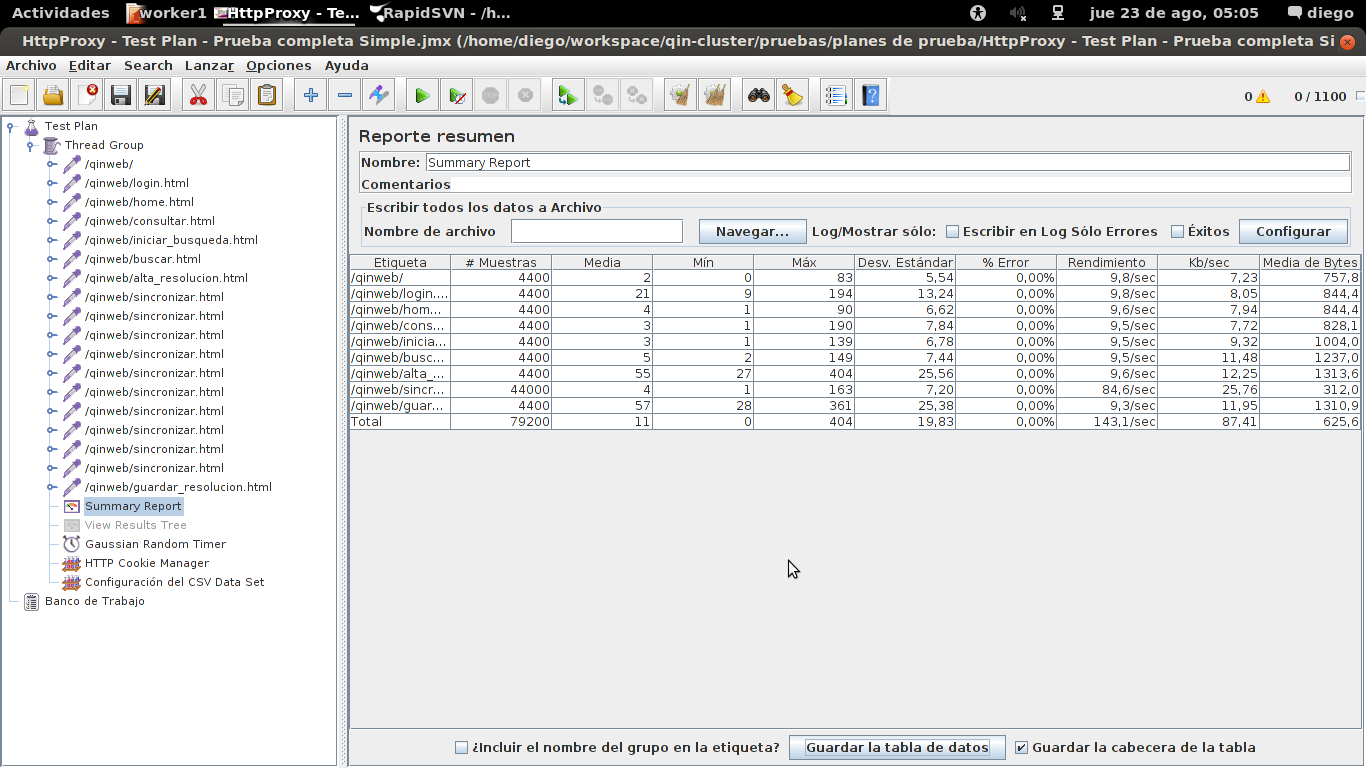 Actividades worker1 HttpProxy - Te... RapidSVN - /h... jue 23 de ago, 05:05 diego
HttpProxy - Test Plan - Prueba completa Simple.jmx (/home/diego/workspace/qin-cluster/pruebas/planes de prueba/HttpProxy - Test Plan - Prueba completa Si
Archivo Editar Search Lanzar Opciones Ayuda
0 0 / 1100
Test Plan
Thread Group
/qinweb/
/qinweb/login.html
/qinweb/home.html
/qinweb/consultar.html
/qinweb/iniciar_busqueda.html
/qinweb/buscar.html
/qinweb/alta_resolucion.html
/qinweb/sincronizar.html
/qinweb/sincronizar.html
/qinweb/sincronizar.html
/qinweb/sincronizar.html
/qinweb/sincronizar.html
/qinweb/sincronizar.html
/qinweb/sincronizar.html
/qinweb/sincronizar.html
/qinweb/sincronizar.html
/qinweb/sincronizar.html
/qinweb/guardar_resolucion.html
Summary Report
View Results Tree
Gaussian Random Timer
HTTP Cookie Manager
Configuración del CSV Data Set
Banco de Trabajo
Reporte resumen
Nombre: Summary Report
Comentarios
Escribir todos los datos a Archivo
Nombre de archivo Navegar... Log/Mostrar sólo: Escribir en Log Sólo Errores Éxitos Configurar
Etiqueta # Muestras Media Mín Máx Desv. Estándar % Error Rendimiento Kb/sec Media de Bytes
/qinweb/ 4400 2 0 83 5,54 0,00% 9,8/sec 7,23 757,8
/qinweb/login.... 4400 21 9 194 13,24 0,00% 9,8/sec 8,05 844,4
/qinweb/hom... 4400 4 1 90 6,62 0,00% 9,6/sec 7,94 844,4
/qinweb/cons... 4400 3 1 190 7,84 0,00% 9,5/sec 7,72 828,1
/qinweb/inicia... 4400 3 1 139 6,78 0,00% 9,5/sec 9,32 1004,0
/qinweb/busc... 4400 5 2 149 7,44 0,00% 9,5/sec 11,48 1237,0
/qinweb/alta_... 4400 55 27 404 25,56 0,00% 9,6/sec 12,25 1313,6
/qinweb/sincr... 44000 4 1 163 7,20 0,00% 84,6/sec 25,76 312,0
/qinweb/guar... 4400 57 28 361 25,38 0,00% 9,3/sec 11,95 1310,9
Total 79200 11 0 404 19,83 0,00% 143,1/sec 87,41 625,6
¿Incluir el nombre del grupo en la etiqueta? Guardar la tabla de datos Guardar la cabecera de la tabla